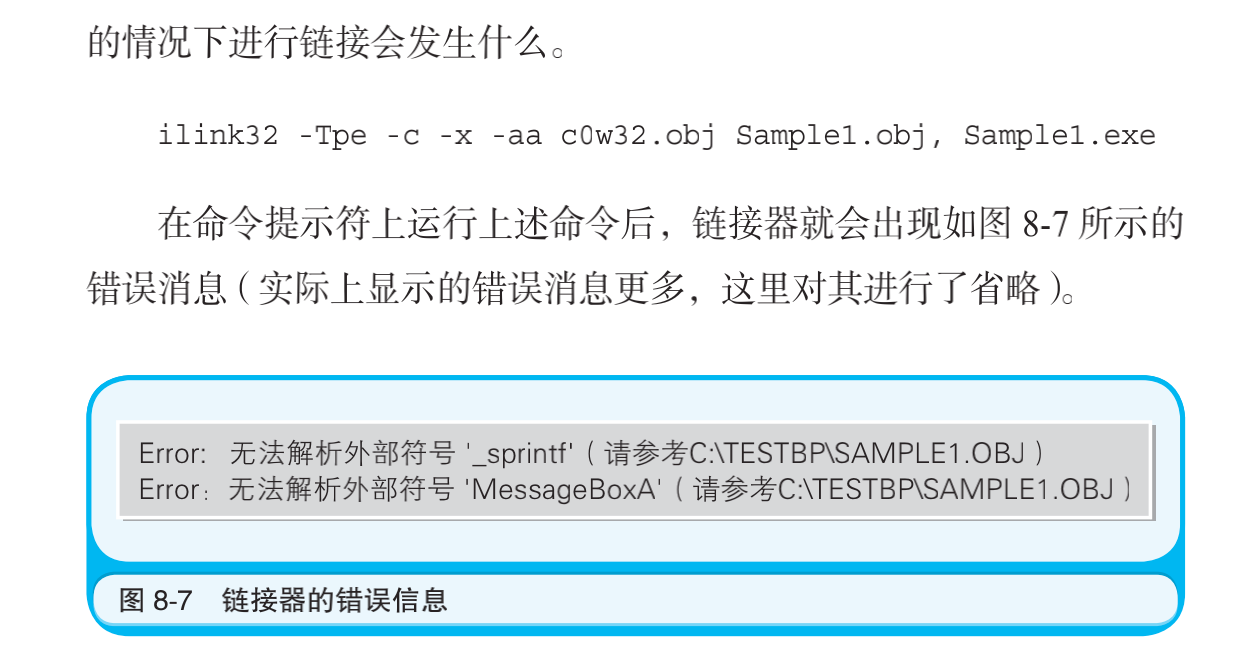 的情况下进行链接会发生什么。
ilink32 -Tpe -c -x -aa c0w32.obj Sample1.obj, Sample1.exe
在命令提示符上运行上述命令后，链接器就会出现如图 8-7 所示的
错误消息（实际上显示的错误消息更多，这里对其进行了省略）。
Error: 无法解析外部符号 '_sprintf'（请参考C:\TESTBP\SAMPLE1.OBJ）
Error：无法解析外部符号 'MessageBoxA'（请参考C:\TESTBP\SAMPLE1.OBJ）
图 8-7 链接器的错误信息